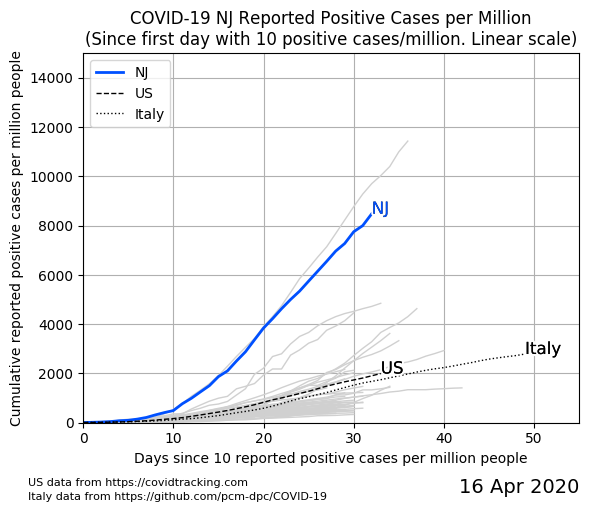 COVID-19 NJ Reported Positive Cases per Million
(Since first day with 10 positive cases/million. Linear scale)
Cumulative reported positive cases per million people
14000
12000
10000
8000
6000
4000
2000
0
NJ
US
Italy
NJ
US
Italy
0 10 20 30 40 50
Days since 10 reported positive cases per million people
US data from https://covidtracking.com
Italy data from https://github.com/pcm-dpc/COVID-19
16 Apr 2020